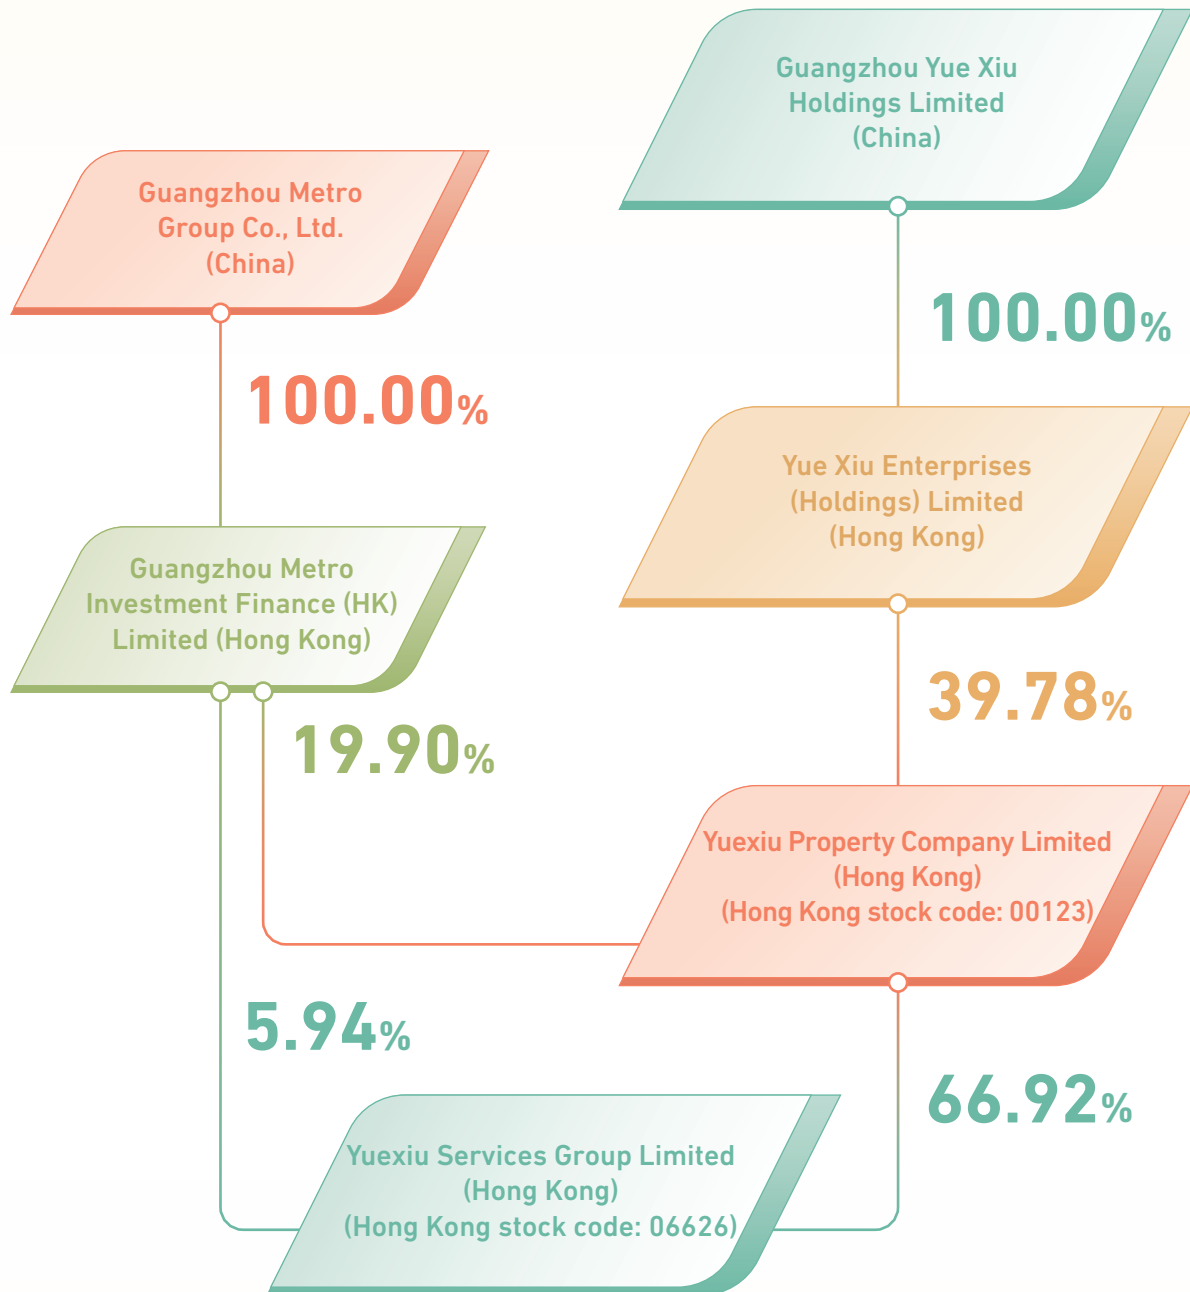 Guangzhou Yue Xiu
Holdings Limited
(China)
Guangzhou Metro
Group Co., Ltd.
(China)
100.00%
100.00%
Yue Xiu Enterprises
(Holdings) Limited
(Hong Kong)
Guangzhou Metro
Investment Finance (HK)
Limited (Hong Kong)
39.78%
19.90%
Yuexiu Property Company Limited
(Hong Kong)
(Hong Kong stock code: 00123)
5.94%
66.92%
Yuexiu Services Group Limited
(Hong Kong)
(Hong Kong stock code: 06626)